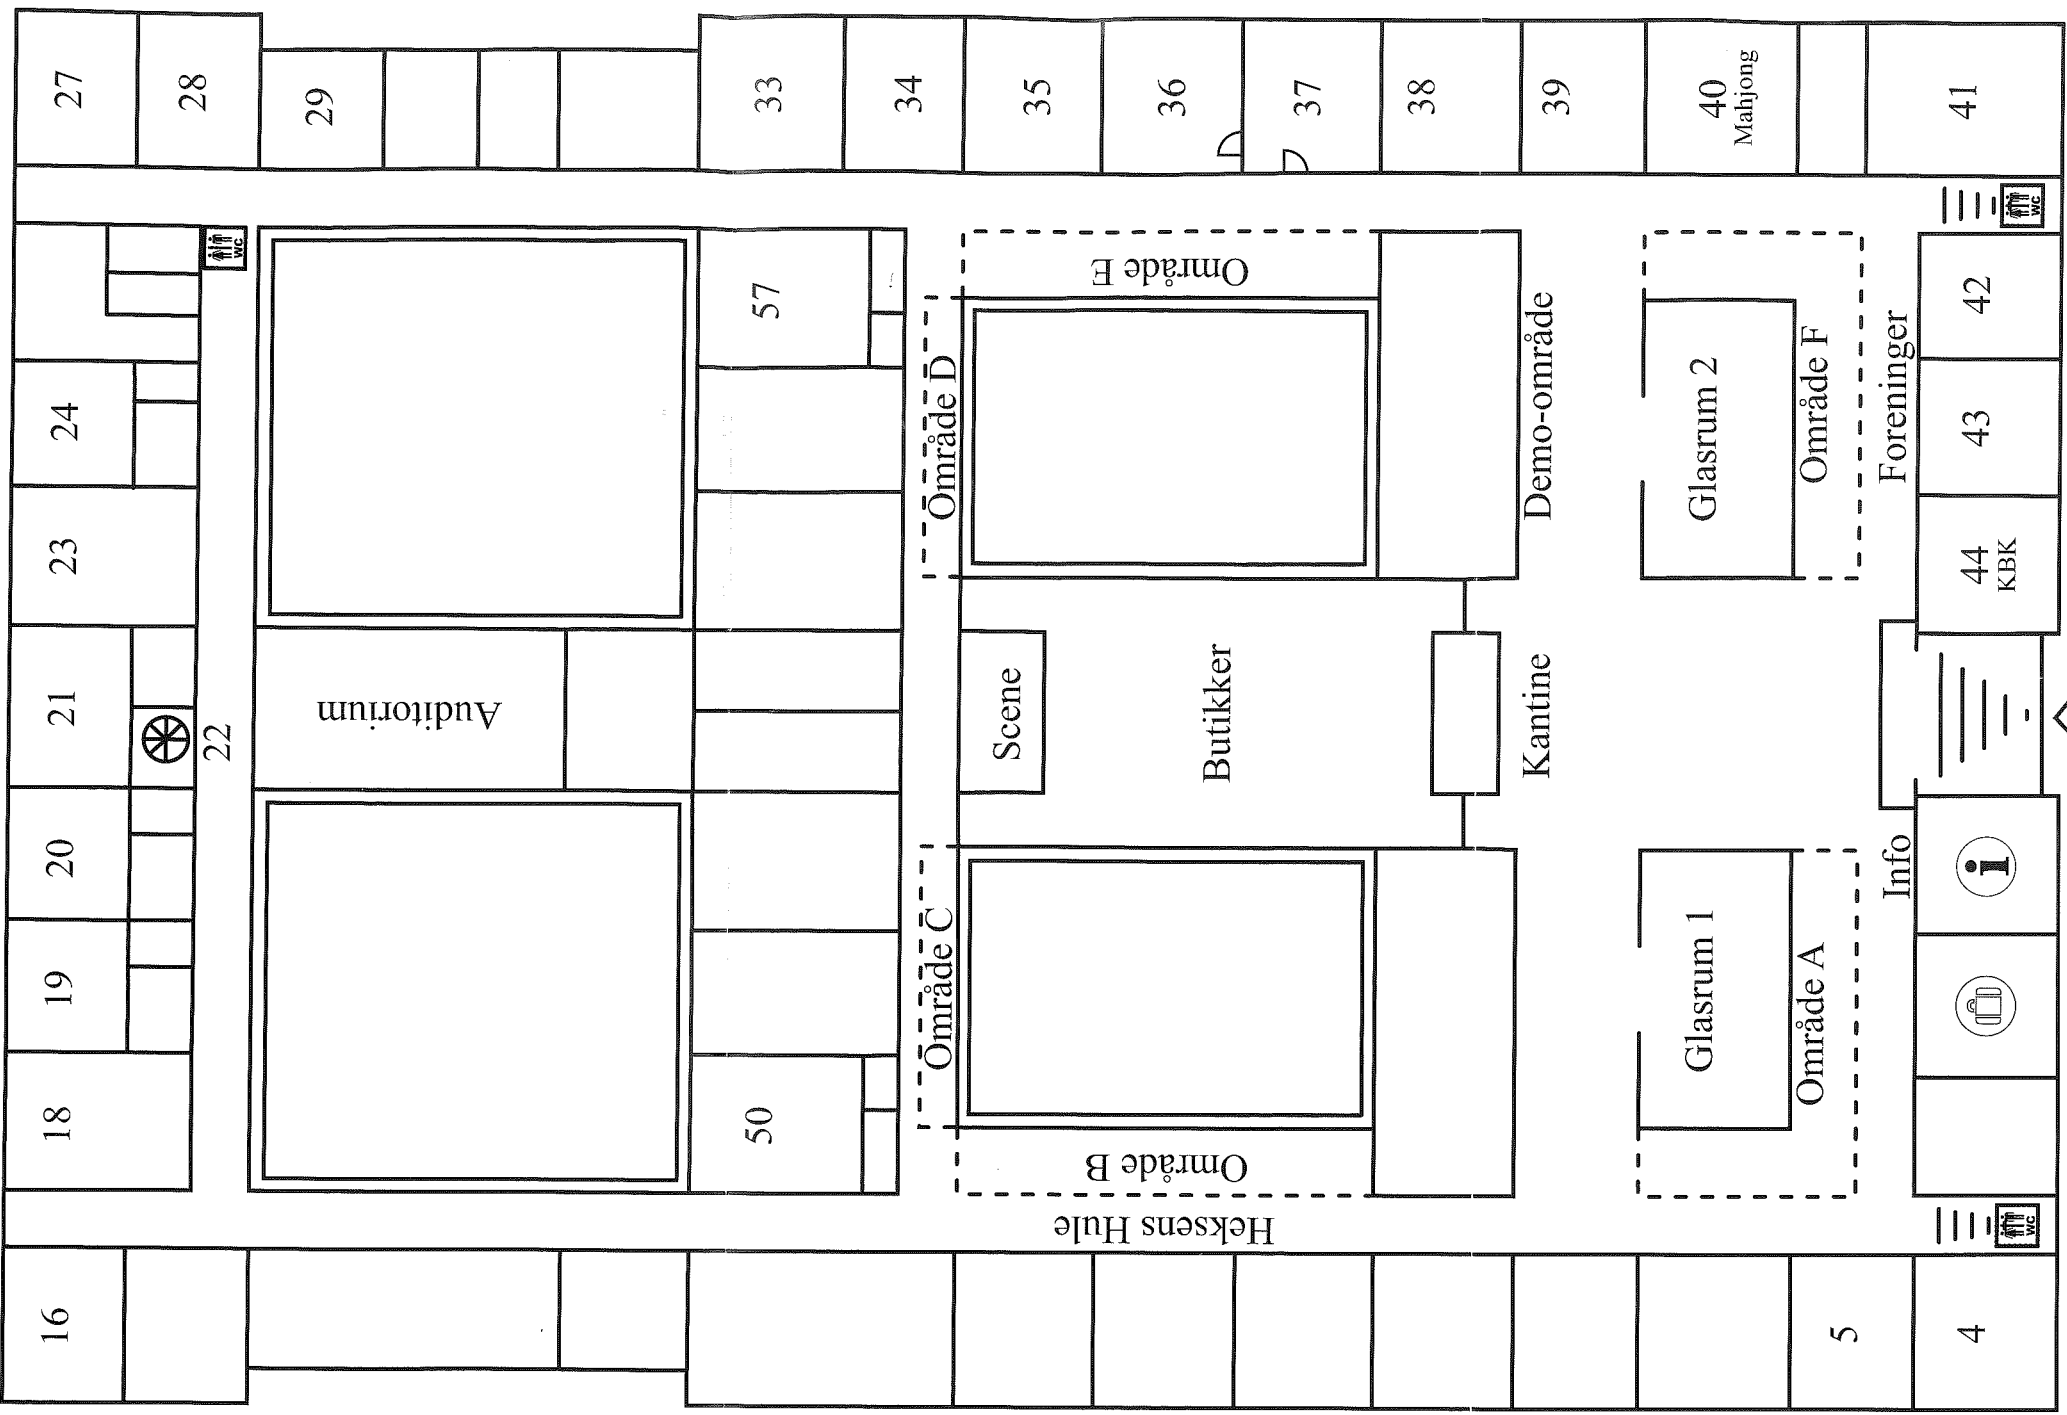 27
28
29
33
34
35
36
37
38
39
40
Mahjong
41
WC
24
23
21
22
20
19
18
16
Auditorium
57
50
Område D
Område E
Område C
Område B
Scene
Butikker
Kantine
Demo-område
Glasrum 2
Område F
Foreninger
Glasrum 1
Område A
Info
i
WC
42
43
44
KBK
Heksens Hule
WC
5
4